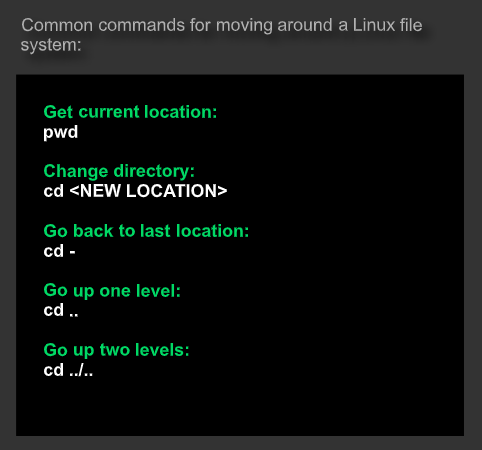 Common commands for moving around a Linux file
system:
Get current location:
pwd
Change directory:
cd <NEW LOCATION>
Go back to last location:
cd -
Go up one level:
cd ..
Go up two levels:
cd ../..